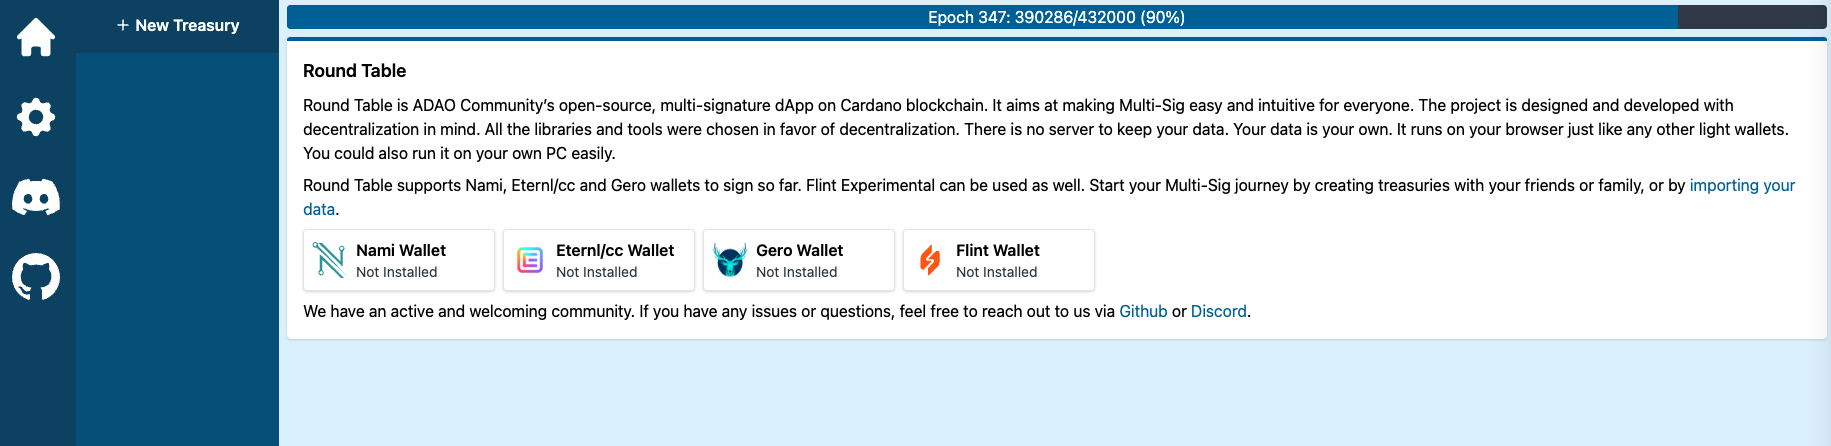 + New Treasury
Epoch 347: 390286/432000 (90%)
Round Table
Round Table is ADAO Community’s open-source, multi-signature dApp on Cardano blockchain. It aims at making Multi-Sig easy and intuitive for everyone. The project is designed and developed with
decentralization in mind. All the libraries and tools were chosen in favor of decentralization. There is no server to keep your data. Your data is your own. It runs on your browser just like any other light wallets.
You could also run it on your own PC easily.
Round Table supports Nami, Eternl/cc and Gero wallets to sign so far. Flint Experimental can be used as well. Start your Multi-Sig journey by creating treasuries with your friends or family, or by importing your
data.
Nami Wallet
Not Installed
Eternl/cc Wallet
Not Installed
Gero Wallet
Not Installed
Flint Wallet
Not Installed
We have an active and welcoming community. If you have any issues or questions, feel free to reach out to us via Github or Discord.